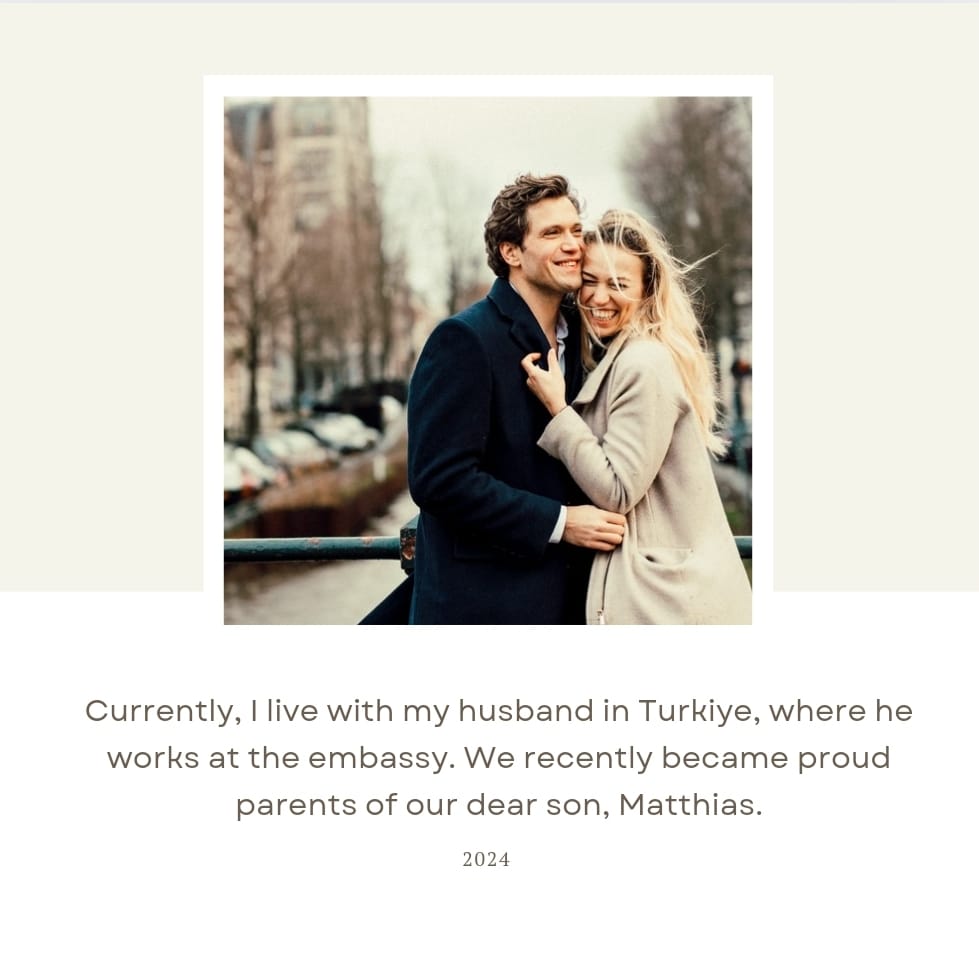 Currently, I live with my husband in Turkiye, where he
works at the embassy. We recently became proud
parents of our dear son, Matthias.
2024